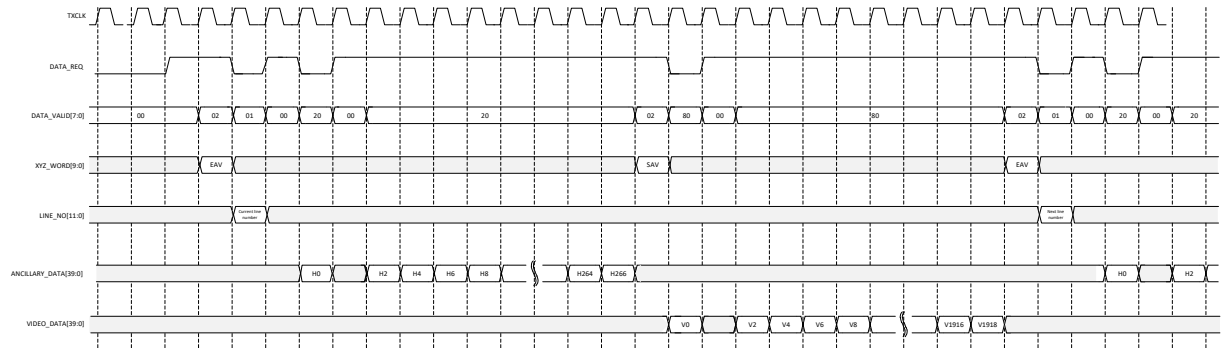 TXCLK
DATA_REQ
DATA_VALID[7:0] 00 02 01 00 20 00 20 02 80 00 80 02 01 00 20 00 20
XYZ_WORD[9:0] EAV SAV EAV
LINE_NO[11:0] Current line number Next line number
ANCILLARY_DATA[39:0] H0 H2 H4 H6 H8 H264 H266 H0 H2
VIDEO_DATA[39:0] V0 V2 V4 V6 V8 V1916 V1918